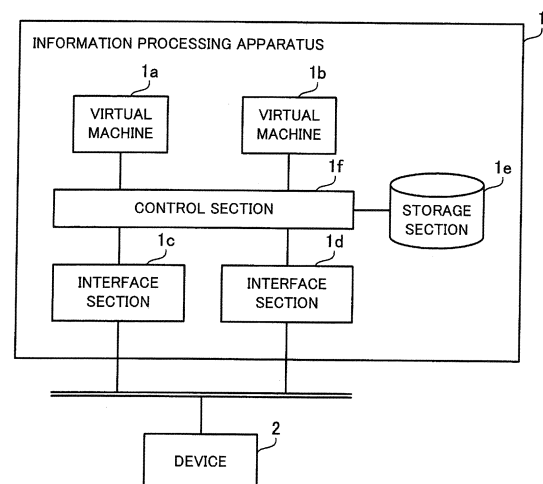 1
INFORMATION PROCESSING APPARATUS
1a
1b
VIRTUAL
MACHINE
VIRTUAL
MACHINE
1f
1e
CONTROL SECTION
STORAGE
SECTION
1c
1d
INTERFACE
SECTION
INTERFACE
SECTION
2
DEVICE